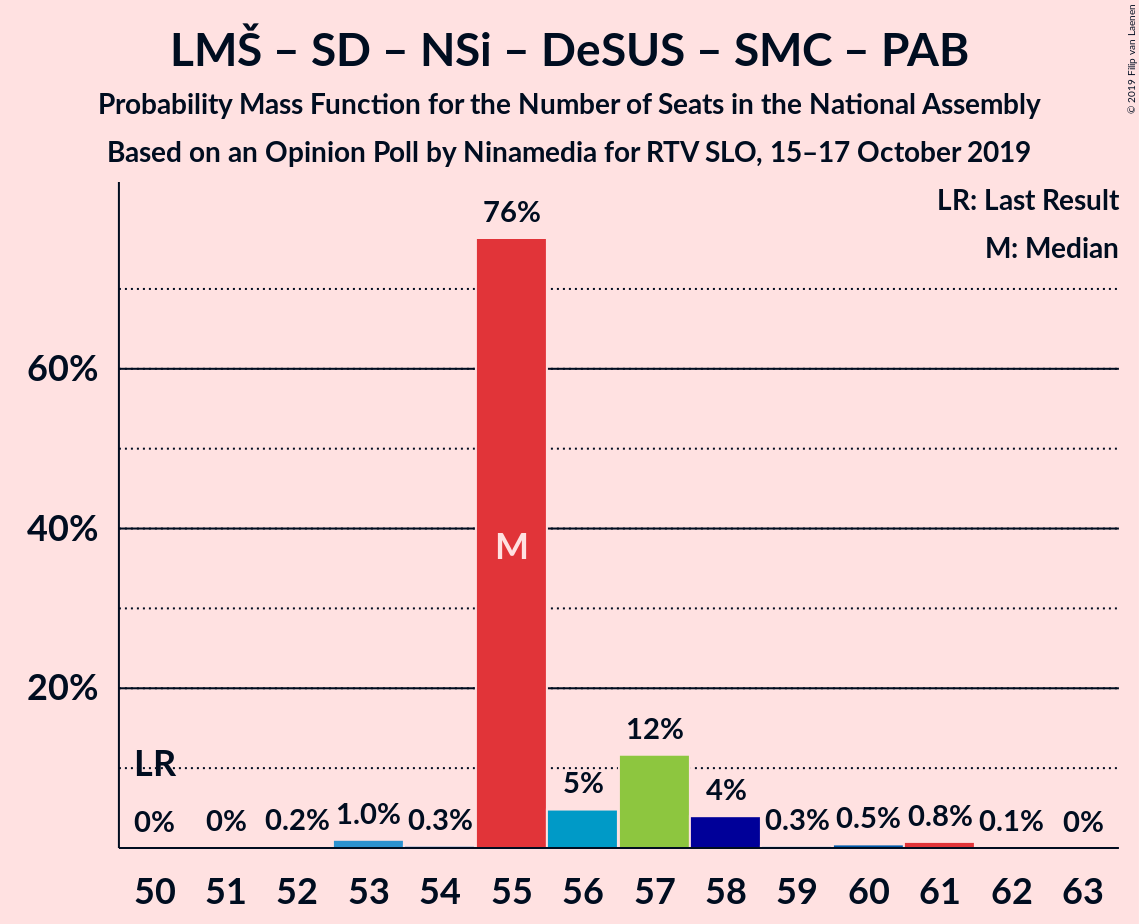 LMŠ – SD – NSi – DeSUS – SMC – PAB
Probability Mass Function for the Number of Seats in the National Assembly
Based on an Opinion Poll by Ninamedia for RTV SLO, 15–17 October 2019
© 2019 Filip van Laenen
LR: Last Result
M: Median
76%
60%
40%
M
20%
12%
LR
5%
4%
0%
0%
0.2%
1.0%
0.3%
0.3%
0.5%
0.8%
0.1%
0%
50 51 52 53 54 55 56 57 58 59 60 61 62 63